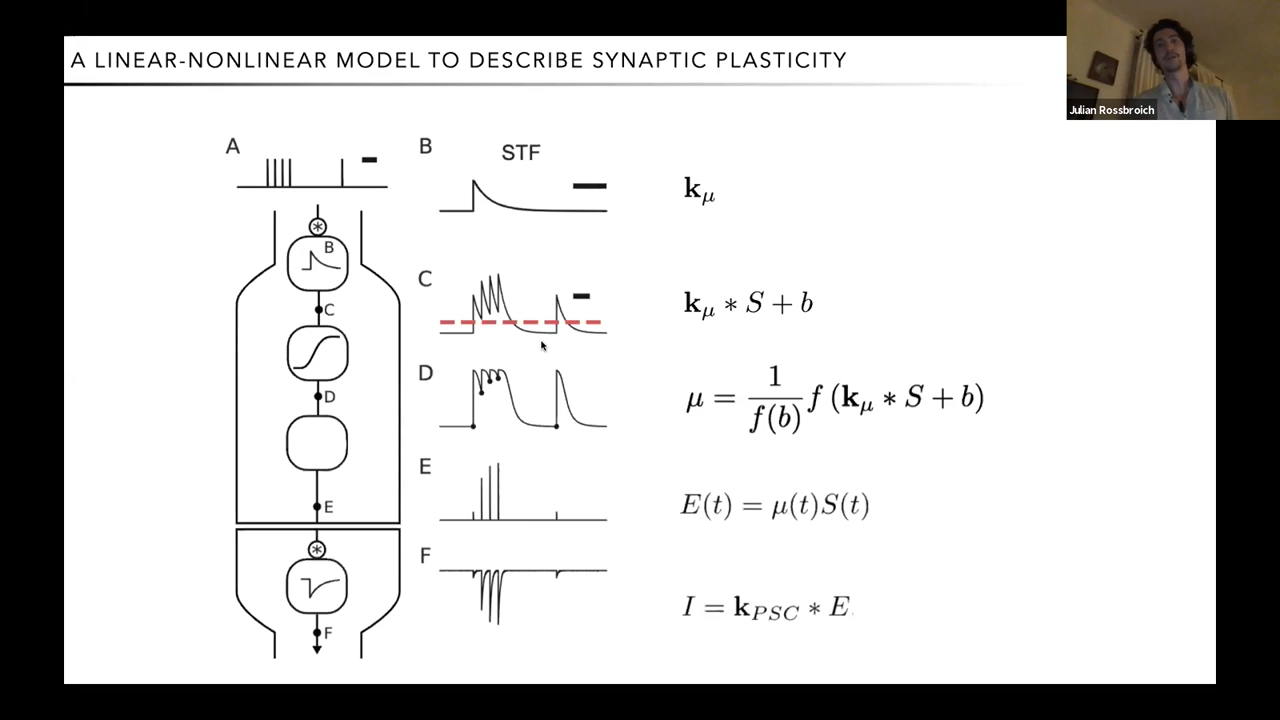 A LINEAR-NONLINEAR MODEL TO DESCRIBE SYNAPTIC PLASTICITY
Julian Rossbroich
A
B
C
D
E
F
B
STF
k_μ
C
k_μ ∗ S + b
D
μ = 1/f(b) f (k_μ ∗ S + b)
E
E(t) = μ(t)S(t)
F
I = k_PSC ∗ E